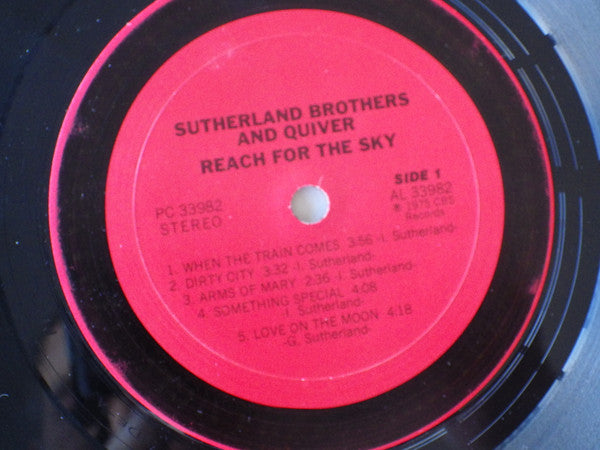 SUTHERLAND BROTHERS
AND QUIVER
REACH FOR THE SKY
PC 33982
STEREO
SIDE 1
AL 33982
℗ 1975 CBS
Records
1. WHEN THE TRAIN COMES 3:56 -I. Sutherland-
2. DIRTY CITY 3:32 -I. Sutherland-
3. ARMS OF MARY 2:36 -I. Sutherland-
4. SOMETHING SPECIAL 4:08
-I. Sutherland-
5. LOVE ON THE MOON 4:18
-G. Sutherland-